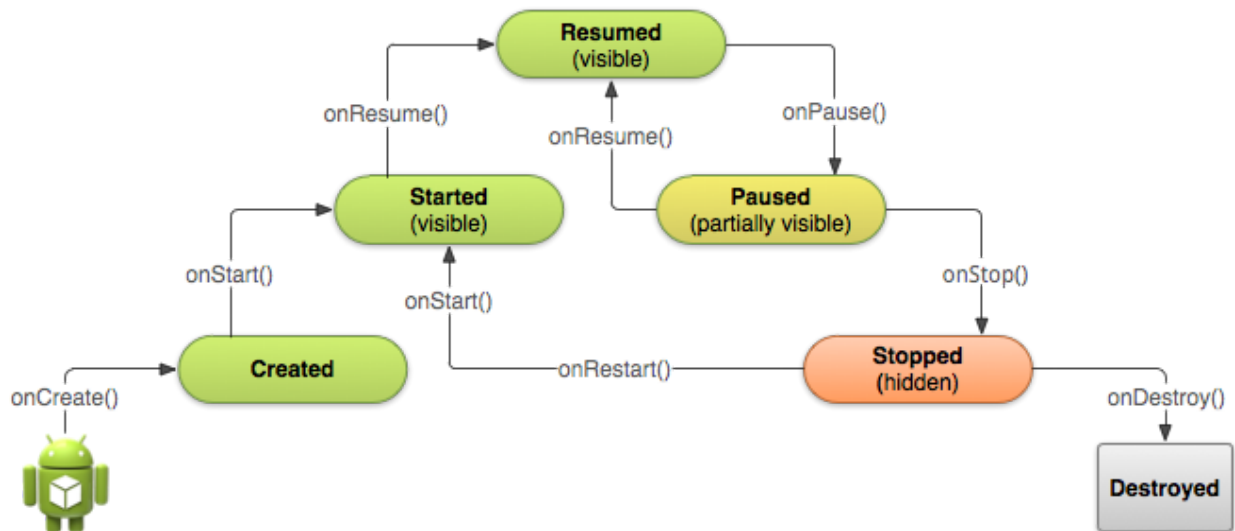 Resumed
(visible)
onResume()
onResume()
onPause()
Started
(visible)
Paused
(partially visible)
onStart()
onStart()
onStop()
Created
onRestart()
Stopped
(hidden)
onCreate()
onDestroy()
Destroyed